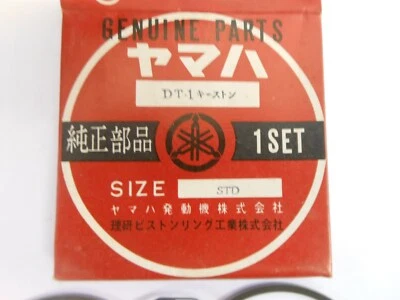 GENUINE PARTS
ヤマハ
DT-1 キーストン
純正部品 1 SET
SIZE STD
ヤマハ発動機株式会社
理研ピストンリング工業株式会社